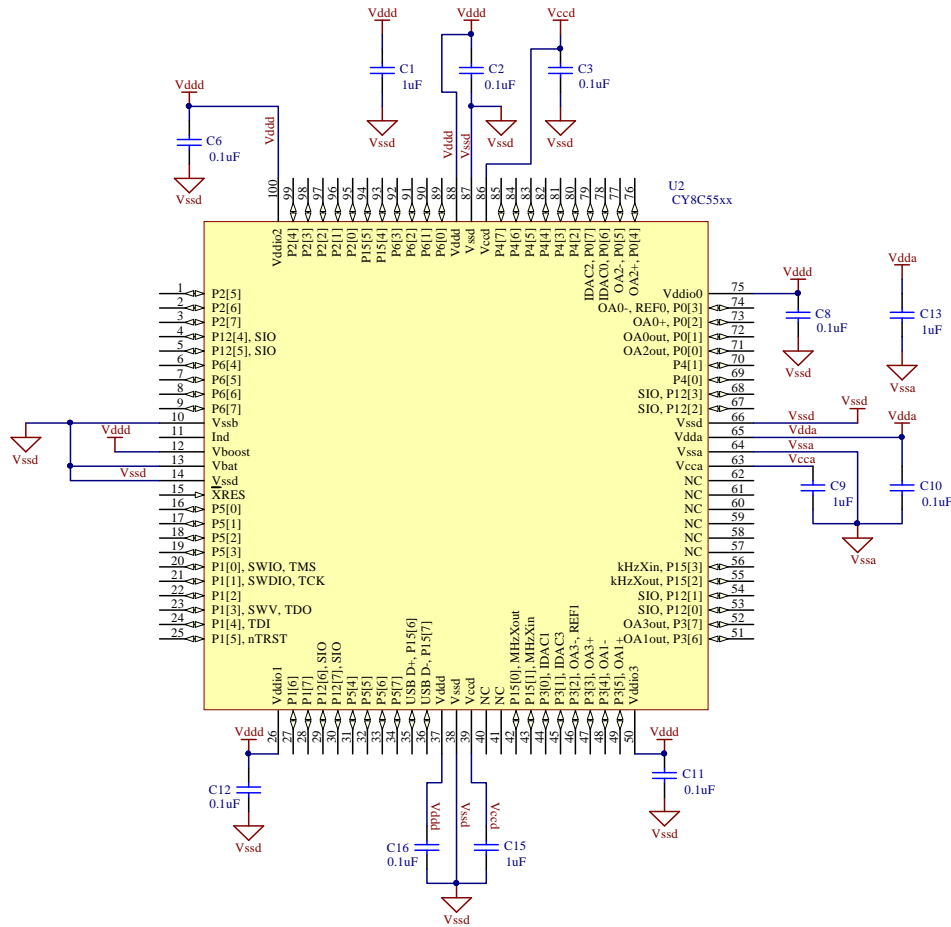 Vddd
C1
1uF
Vssd
Vddd
C2
0.1uF
Vssd
Vccd
C3
0.1uF
Vssd
Vddd
C6
0.1uF
Vssd
Vddd
Vddd
Vssd
U2
CY8C55xx
100 Vddio2
99 P2[4]
98 P2[3]
97 P2[2]
96 P2[1]
95 P2[0]
94 P15[5]
93 P15[4]
92 P6[3]
91 P6[2]
90 P6[1]
89 P6[0]
88 Vddd
87 Vssd
86 Vccd
85 P4[7]
84 P4[6]
83 P4[5]
82 P4[4]
81 P4[3]
80 P4[2]
79 IDAC2, P0[7]
78 IDAC0, P0[6]
77 OA2-, P0[5]
76 OA2+, P0[4]
1 P2[5]
2 P2[6]
3 P2[7]
4 P12[4], SIO
5 P12[5], SIO
6 P6[4]
7 P6[5]
8 P6[6]
9 P6[7]
10 Vssb
11 Ind
12 Vboost
13 Vbat
14 Vssd
15 XRES
16 P5[0]
17 P5[1]
18 P5[2]
19 P5[3]
20 P1[0], SWIO, TMS
21 P1[1], SWDIO, TCK
22 P1[2]
23 P1[3], SWV, TDO
24 P1[4], TDI
25 P1[5], nTRST
Vddd
Vssd
Vssd
Vddio0 75
OA0-, REF0, P0[3] 74
OA0+, P0[2] 73
OA0out, P0[1] 72
OA2out, P0[0] 71
P4[1] 70
P4[0] 69
SIO, P12[3] 68
SIO, P12[2] 67
Vssd 66
Vdda 65
Vssa 64
Vcca 63
NC 62
NC 61
NC 60
NC 59
NC 58
NC 57
kHzXin, P15[3] 56
kHzXout, P15[2] 55
SIO, P12[1] 54
SIO, P12[0] 53
OA3out, P3[7] 52
OA1out, P3[6] 51
Vddd
C8
0.1uF
Vssd
Vdda
C13
1uF
Vssa
Vssd
Vssd
Vdda
Vdda
Vssa
Vcca
C9
1uF
C10
0.1uF
Vssa
26 Vddio1
27 P1[6]
28 P1[7]
29 P12[6], SIO
30 P12[7], SIO
31 P5[4]
32 P5[5]
33 P5[6]
34 P5[7]
35 USB D+, P15[6]
36 USB D-, P15[7]
37 Vddd
38 Vssd
39 Vccd
40 NC
41 NC
42 P15[0], MHzXout
43 P15[1], MHzXin
44 P3[0], IDAC1
45 P3[1], IDAC3
46 P3[2], OA3-, REF1
47 P3[3], OA3+
48 P3[4], OA1-
49 P3[5], OA1+
50 Vddio3
Vddd
C12
0.1uF
Vssd
Vddd
Vssd
Vccd
C16
0.1uF
C15
1uF
Vssd
Vddd
C11
0.1uF
Vssd